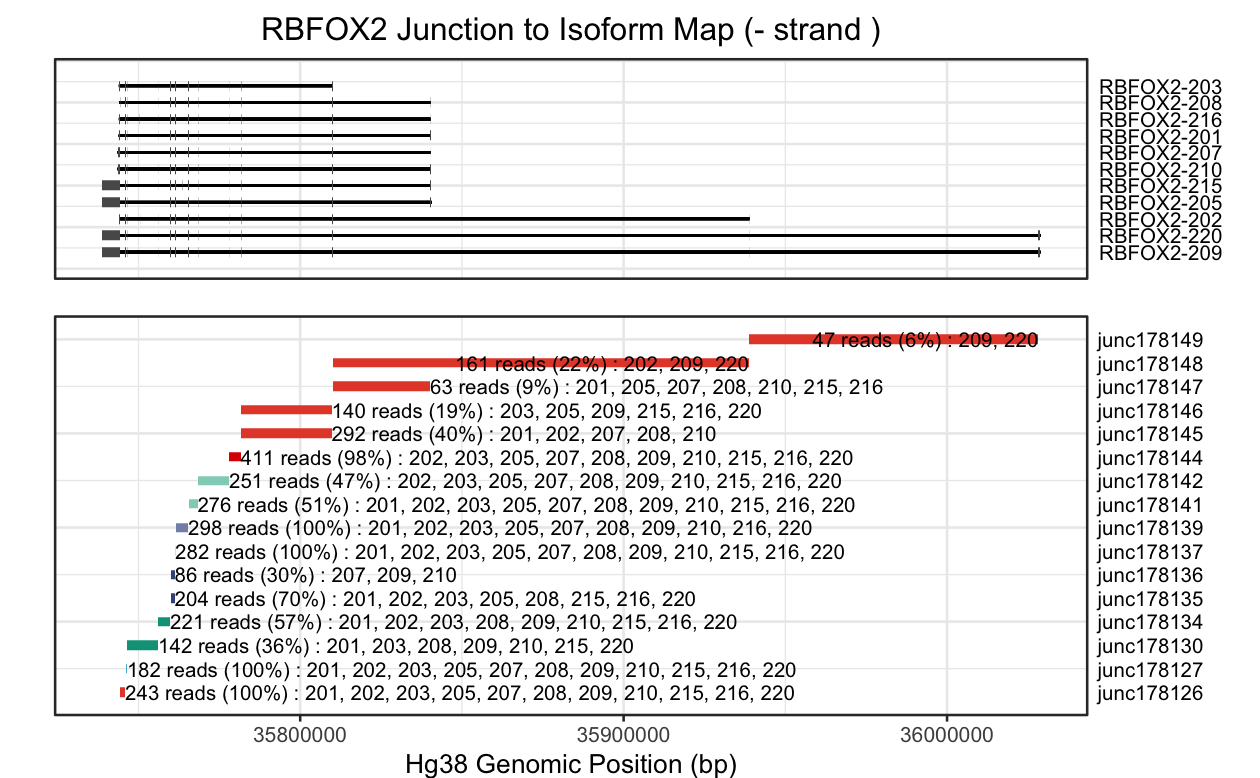 RBFOX2 Junction to Isoform Map (- strand )
RBFOX2-203
RBFOX2-208
RBFOX2-216
RBFOX2-201
RBFOX2-207
RBFOX2-210
RBFOX2-215
RBFOX2-205
RBFOX2-202
RBFOX2-220
RBFOX2-209
47 reads (6%) : 209, 220 junc178149
161 reads (22%) : 202, 209, 220 junc178148
63 reads (9%) : 201, 205, 207, 208, 210, 215, 216 junc178147
140 reads (19%) : 203, 205, 209, 215, 216, 220 junc178146
292 reads (40%) : 201, 202, 207, 208, 210 junc178145
411 reads (98%) : 202, 203, 205, 207, 208, 209, 210, 215, 216, 220 junc178144
251 reads (47%) : 202, 203, 205, 207, 208, 209, 210, 215, 216, 220 junc178142
276 reads (51%) : 201, 202, 203, 205, 207, 208, 209, 210, 215, 216, 220 junc178141
298 reads (100%) : 201, 202, 203, 205, 207, 208, 209, 210, 216, 220 junc178139
282 reads (100%) : 201, 202, 203, 205, 207, 208, 209, 210, 215, 216, 220 junc178137
86 reads (30%) : 207, 209, 210 junc178136
204 reads (70%) : 201, 202, 203, 205, 208, 215, 216, 220 junc178135
221 reads (57%) : 201, 202, 203, 208, 209, 210, 215, 216, 220 junc178134
142 reads (36%) : 201, 203, 208, 209, 210, 215, 220 junc178130
182 reads (100%) : 201, 202, 203, 205, 207, 208, 209, 210, 215, 216, 220 junc178127
243 reads (100%) : 201, 202, 203, 205, 207, 208, 209, 210, 215, 216, 220 junc178126
35800000 35900000 36000000
Hg38 Genomic Position (bp)